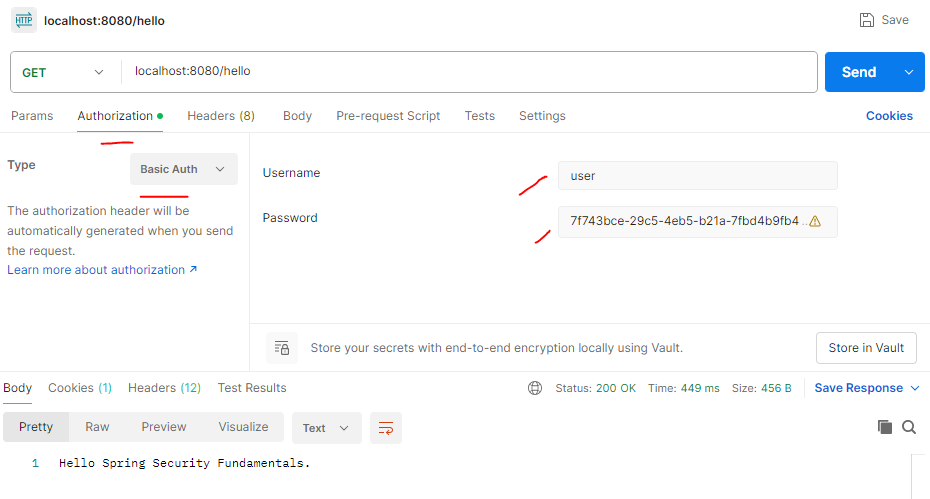 HTTP localhost:8080/hello Save
GET localhost:8080/hello Send
Params Authorization Headers (8) Body Pre-request Script Tests Settings Cookies
Type Basic Auth
The authorization header will be
automatically generated when you send
the request.
Learn more about authorization ↗
Username user
Password 7f743bce-29c5-4eb5-b21a-7fbd4b9fb4...
Store your secrets with end-to-end encryption locally using Vault. Store in Vault
Body Cookies (1) Headers (12) Test Results Status: 200 OK Time: 449 ms Size: 456 B Save Response
Pretty Raw Preview Visualize Text
1 Hello Spring Security Fundamentals.